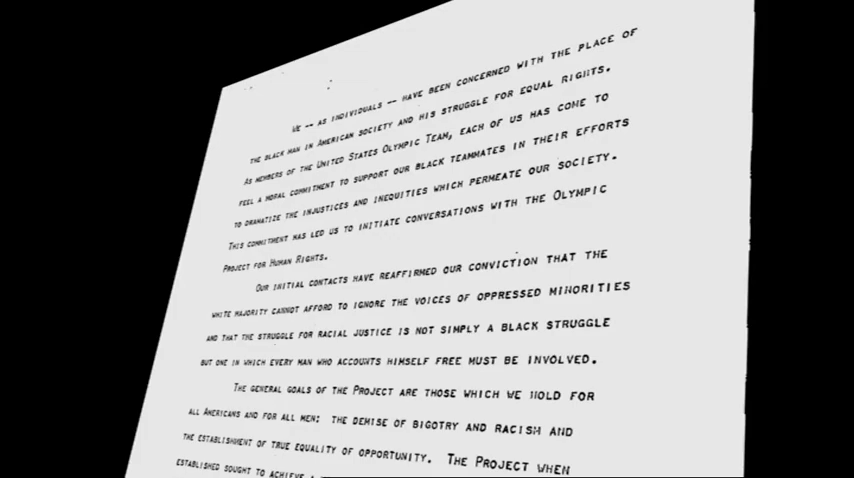 We -- as individuals -- have been concerned with the place of
the black man in American society and his struggle for equal rights.
As members of the United States Olympic Team, each of us has come to
feel a moral commitment to support our black teammates in their efforts
to dramatize the injustices and inequities which permeate our society.
This commitment has led us to initiate conversations with the Olympic
Project for Human Rights.
Our initial contacts have reaffirmed our conviction that the
white majority cannot afford to ignore the voices of oppressed minorities
and that the struggle for racial justice is not simply a black struggle
but one in which every man who accounts himself free must be involved.
The general goals of the Project are those which we hold for
all Americans and for all men: the demise of bigotry and racism and
the establishment of true equality of opportunity. The Project when
established sought to achieve a